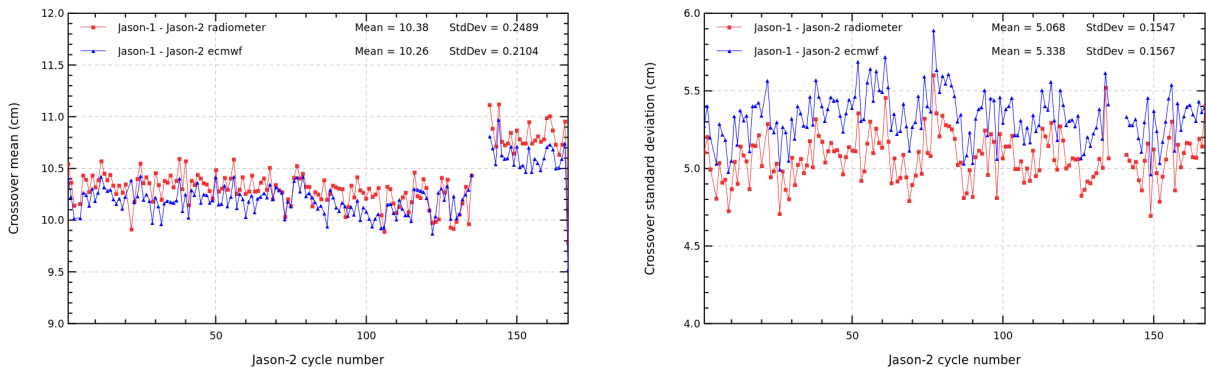 12.0
11.5
11.0
10.5
10.0
9.5
9.0
50
100
150
Crossover mean (cm)
Jason-2 cycle number
Jason-1 - Jason-2 radiometer Mean = 10.38 StdDev = 0.2489
Jason-1 - Jason-2 ecmwf Mean = 10.26 StdDev = 0.2104
6.0
5.5
5.0
4.5
4.0
50
100
150
Crossover standard deviation (cm)
Jason-2 cycle number
Jason-1 - Jason-2 radiometer Mean = 5.068 StdDev = 0.1547
Jason-1 - Jason-2 ecmwf Mean = 5.338 StdDev = 0.1567